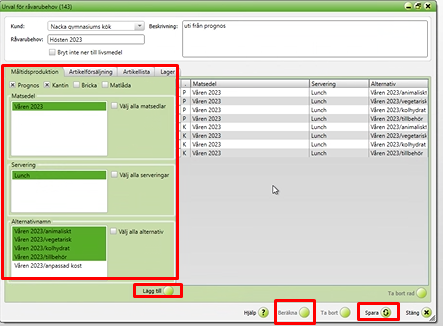 Urval för råvarubehov (143)
Kund: Nacka gymnasiums kök
Beskrivning: uti från prognos
Råvarubehov: Hösten 2023
Bryt inte ner till livsmedel
Måltidsproduktion Artikelförsäljning Artikellista Lager
Prognos Kantin Bricka Matlåda
Matsedel
Våren 2023
Välj alla matsedlar
Servering
Lunch
Välj alla serveringar
Alternativnamn
Våren 2023/animaliskt
Våren 2023/vegetarisk
Våren 2023/kolhydrat
Våren 2023/tillbehör
Våren 2023/anpassad kost
Välj alla alternativ
Lägg till
. Matsedel Servering Alternativ
P Våren 2023 Lunch Våren 2023/animaliskt
P Våren 2023 Lunch Våren 2023/vegetarisk
P Våren 2023 Lunch Våren 2023/kolhydrat
P Våren 2023 Lunch Våren 2023/tillbehör
K Våren 2023 Lunch Våren 2023/animaliskt
K Våren 2023 Lunch Våren 2023/vegetarisk
K Våren 2023 Lunch Våren 2023/kolhydrat
K Våren 2023 Lunch Våren 2023/tillbehör
Ta bort rad
Hjälp ? Beräkna Ta bort Spara Stäng